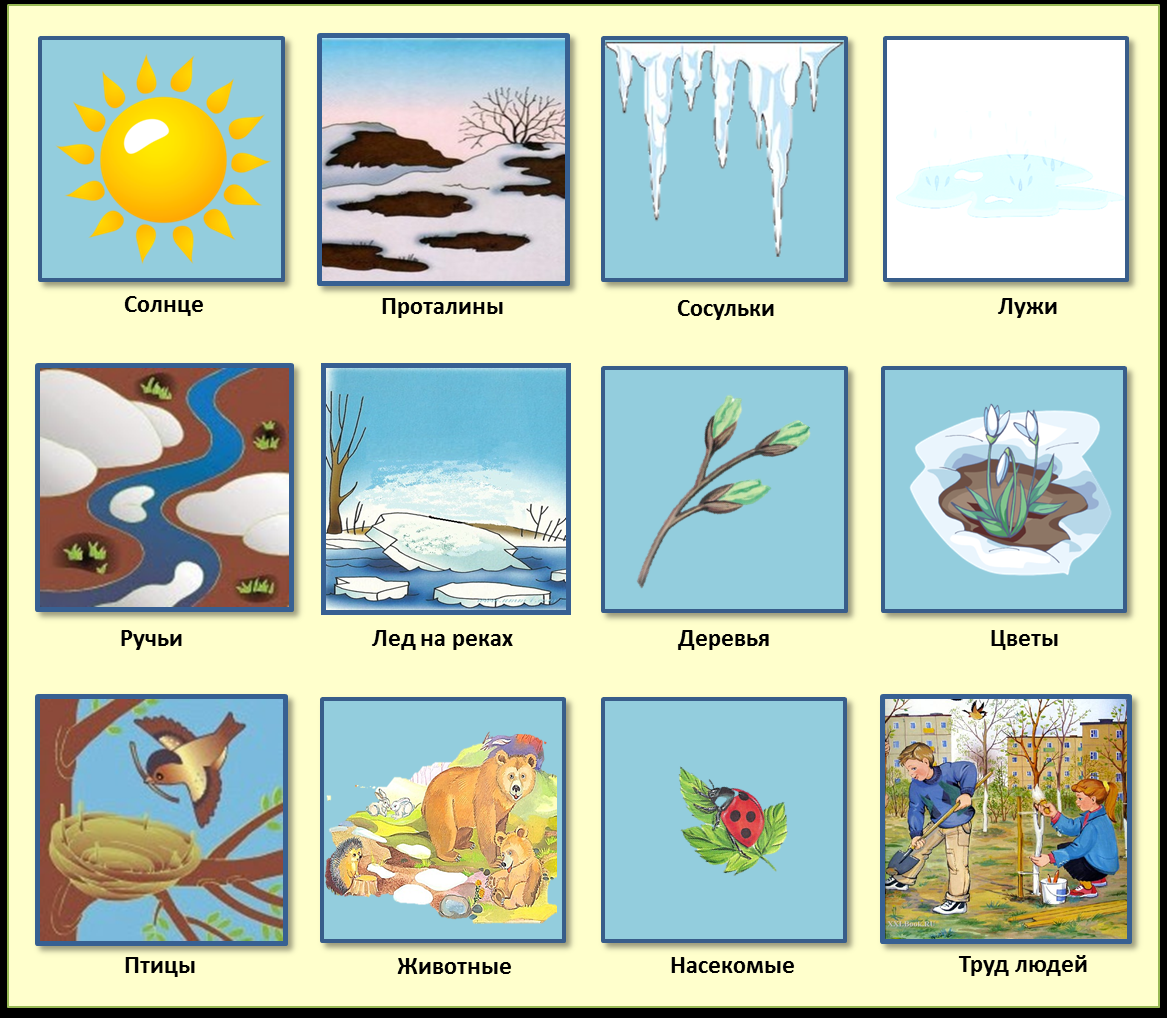 Солнце
Проталины
Сосульки
Лужи
Ручьи
Лед на реках
Деревья
Цветы
Птицы
Животные
Насекомые
Труд людей